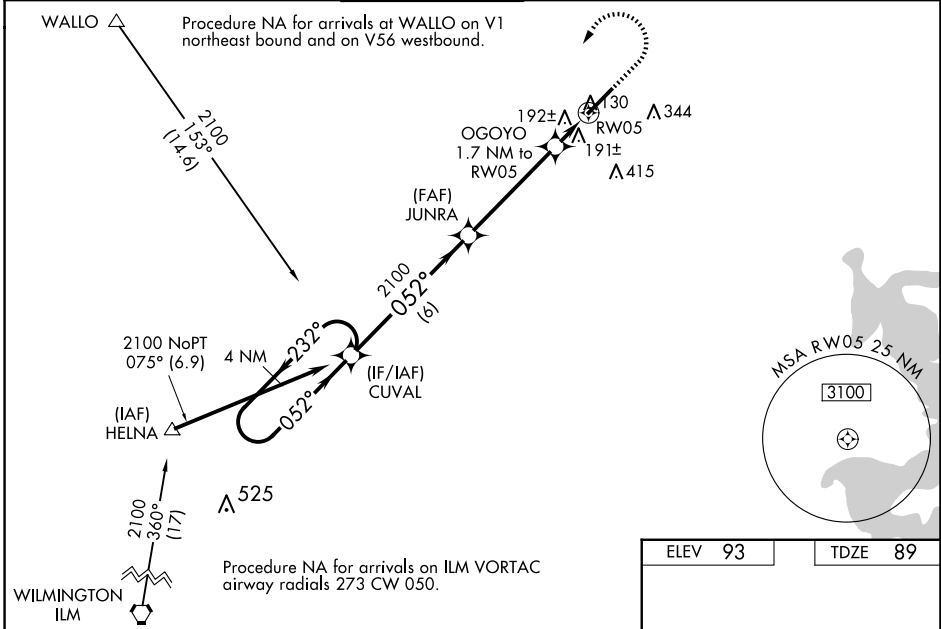 WALLO
Procedure NA for arrivals at WALLO on V1
northeast bound and on V56 westbound.
2100
153°
(14.6)
192±
130
RW05
344
OGOYO
1.7 NM to
RW05
191±
415
(FAF)
JUNRA
2100
052°
(6)
2100 NoPT
075° (6.9)
4 NM
232°
052°
(IF/IAF)
CUVAL
(IAF)
HELNA
MSA RW05 25 NM
3100
525
2100
360°
(17)
Procedure NA for arrivals on ILM VORTAC
airway radials 273 CW 050.
WILMINGTON
ILM
ELEV 93
TDZE 89